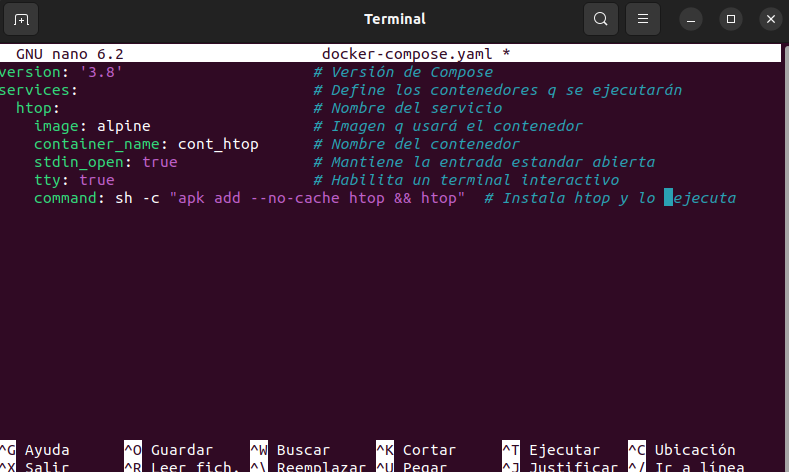 Terminal
GNU nano 6.2 docker-compose.yaml *
version: '3.8' # Versión de Compose
services: # Define los contenedores q se ejecutarán
  htop: # Nombre del servicio
    image: alpine # Imagen q usará el contenedor
    container_name: cont_htop # Nombre del contenedor
    stdin_open: true # Mantiene la entrada estandar abierta
    tty: true # Habilita un terminal interactivo
    command: sh -c "apk add --no-cache htop && htop" # Instala htop y lo ejecuta
^G Ayuda ^O Guardar ^W Buscar ^K Cortar ^T Ejecutar ^C Ubicación
^X Salir ^R Leer fich. ^\ Reemplazar ^U Pegar ^J Justificar ^/ Ir a línea